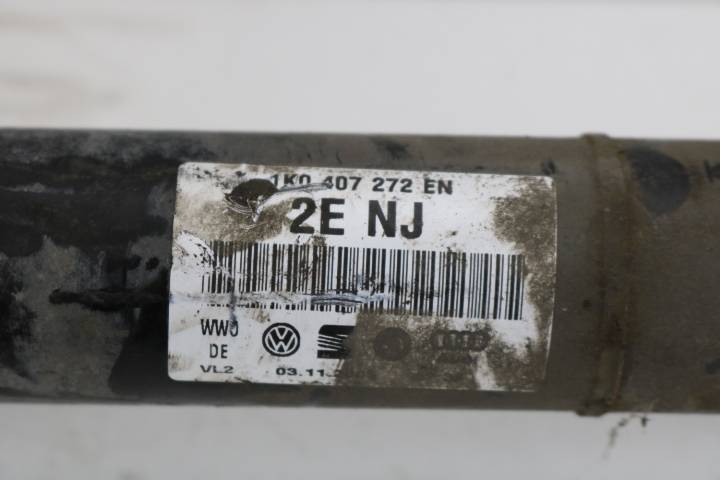 1K0 407 272 EN
2E NJ
WWO
DE
VL2
03.11.